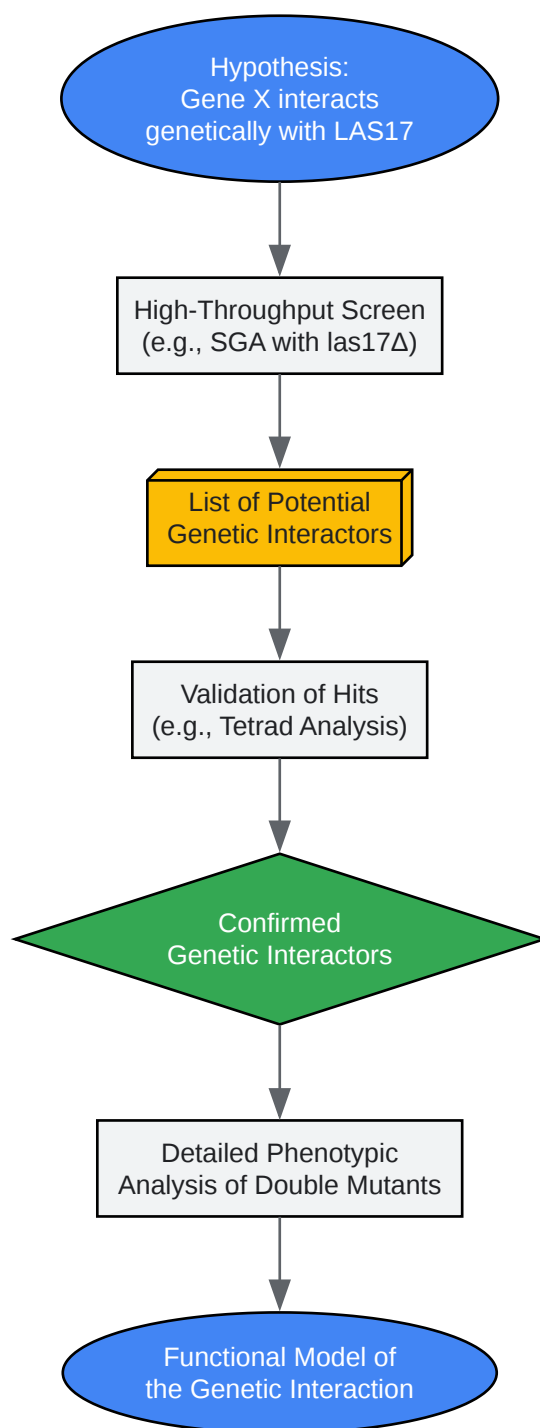 Hypothesis:
Gene X interacts
genetically with LAS17
High-Throughput Screen
(e.g., SGA with las17Δ)
List of Potential
Genetic Interactors
Validation of Hits
(e.g., Tetrad Analysis)
Confirmed
Genetic Interactors
Detailed Phenotypic
Analysis of Double Mutants
Functional Model of
the Genetic Interaction